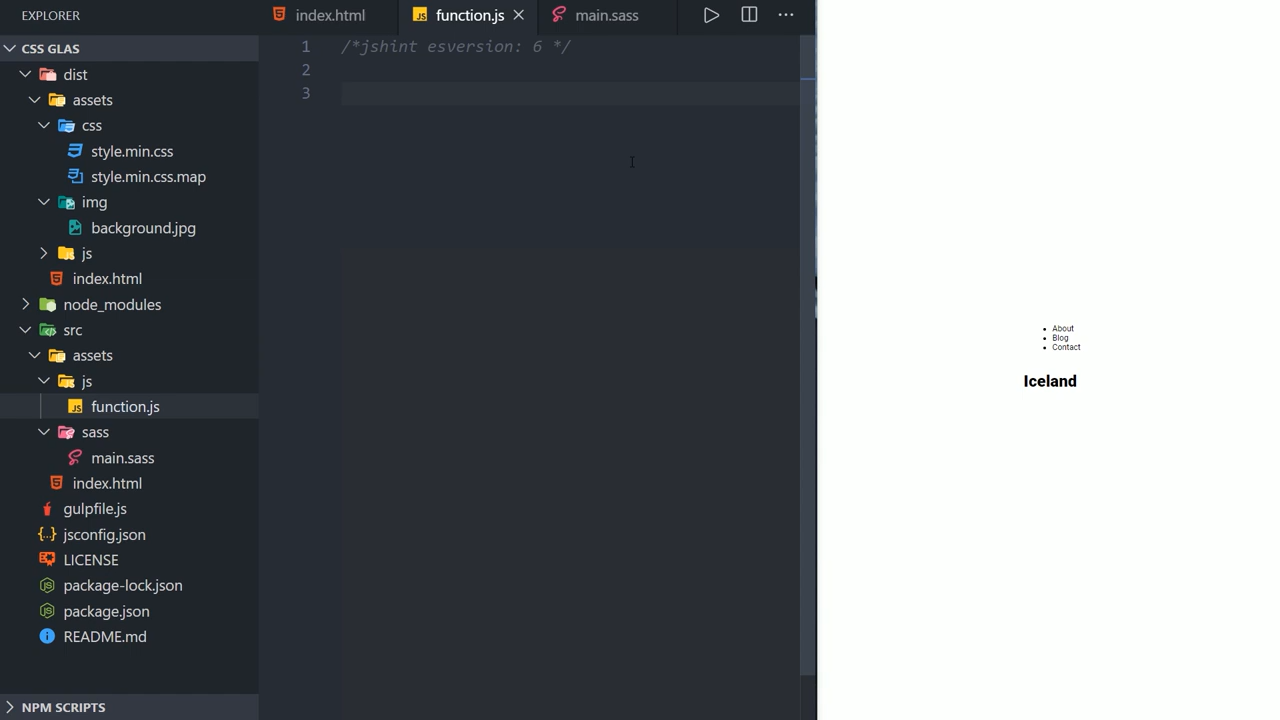 EXPLORER
CSS GLAS
dist
assets
css
style.min.css
style.min.css.map
img
background.jpg
js
index.html
node_modules
src
assets
js
function.js
sass
main.sass
index.html
gulpfile.js
jsconfig.json
LICENSE
package-lock.json
package.json
README.md
NPM SCRIPTS
index.html
function.js
main.sass
1 /*jshint esversion: 6 */
2
3
About
Blog
Contact
Iceland